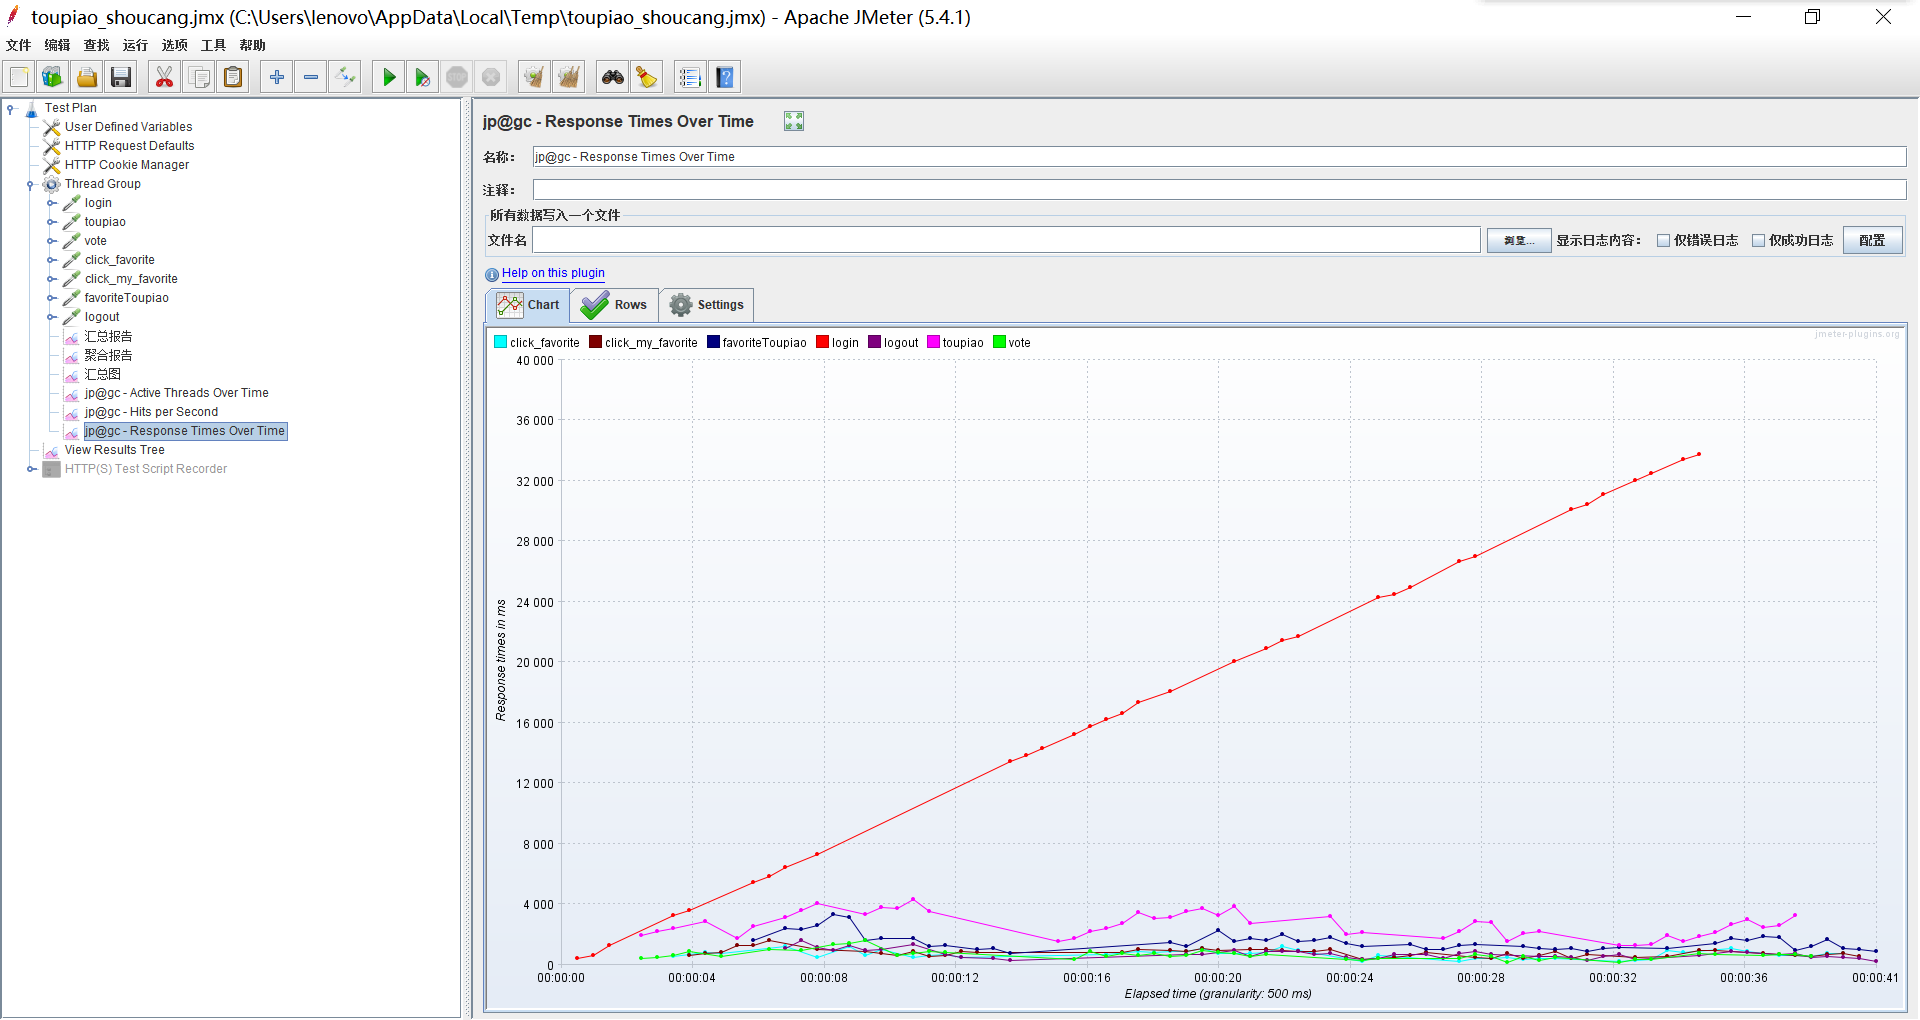 toupiao_shoucang.jmx (C:\Users\lenovo\AppData\Local\Temp\toupiao_shoucang.jmx) - Apache JMeter (5.4.1)
文件 编辑 查找 运行 选项 工具 帮助
STOP
Test Plan
User Defined Variables
HTTP Request Defaults
HTTP Cookie Manager
Thread Group
login
toupiao
vote
click_favorite
click_my_favorite
favoriteToupiao
logout
汇总报告
聚合报告
汇总图
jp@gc - Active Threads Over Time
jp@gc - Hits per Second
jp@gc - Response Times Over Time
View Results Tree
HTTP(S) Test Script Recorder
jp@gc - Response Times Over Time
名称： jp@gc - Response Times Over Time
注释：
所有数据写入一个文件
文件名 浏览... 显示日志内容： 仅错误日志 仅成功日志 配置
Help on this plugin
Chart Rows Settings
jmeter-plugins.org
click_favorite click_my_favorite favoriteToupiao login logout toupiao vote
40 000
36 000
32 000
28 000
24 000
20 000
16 000
12 000
8 000
4 000
0
Response times in ms
00:00:00 00:00:04 00:00:08 00:00:12 00:00:16 00:00:20 00:00:24 00:00:28 00:00:32 00:00:36 00:00:41
Elapsed time (granularity: 500 ms)